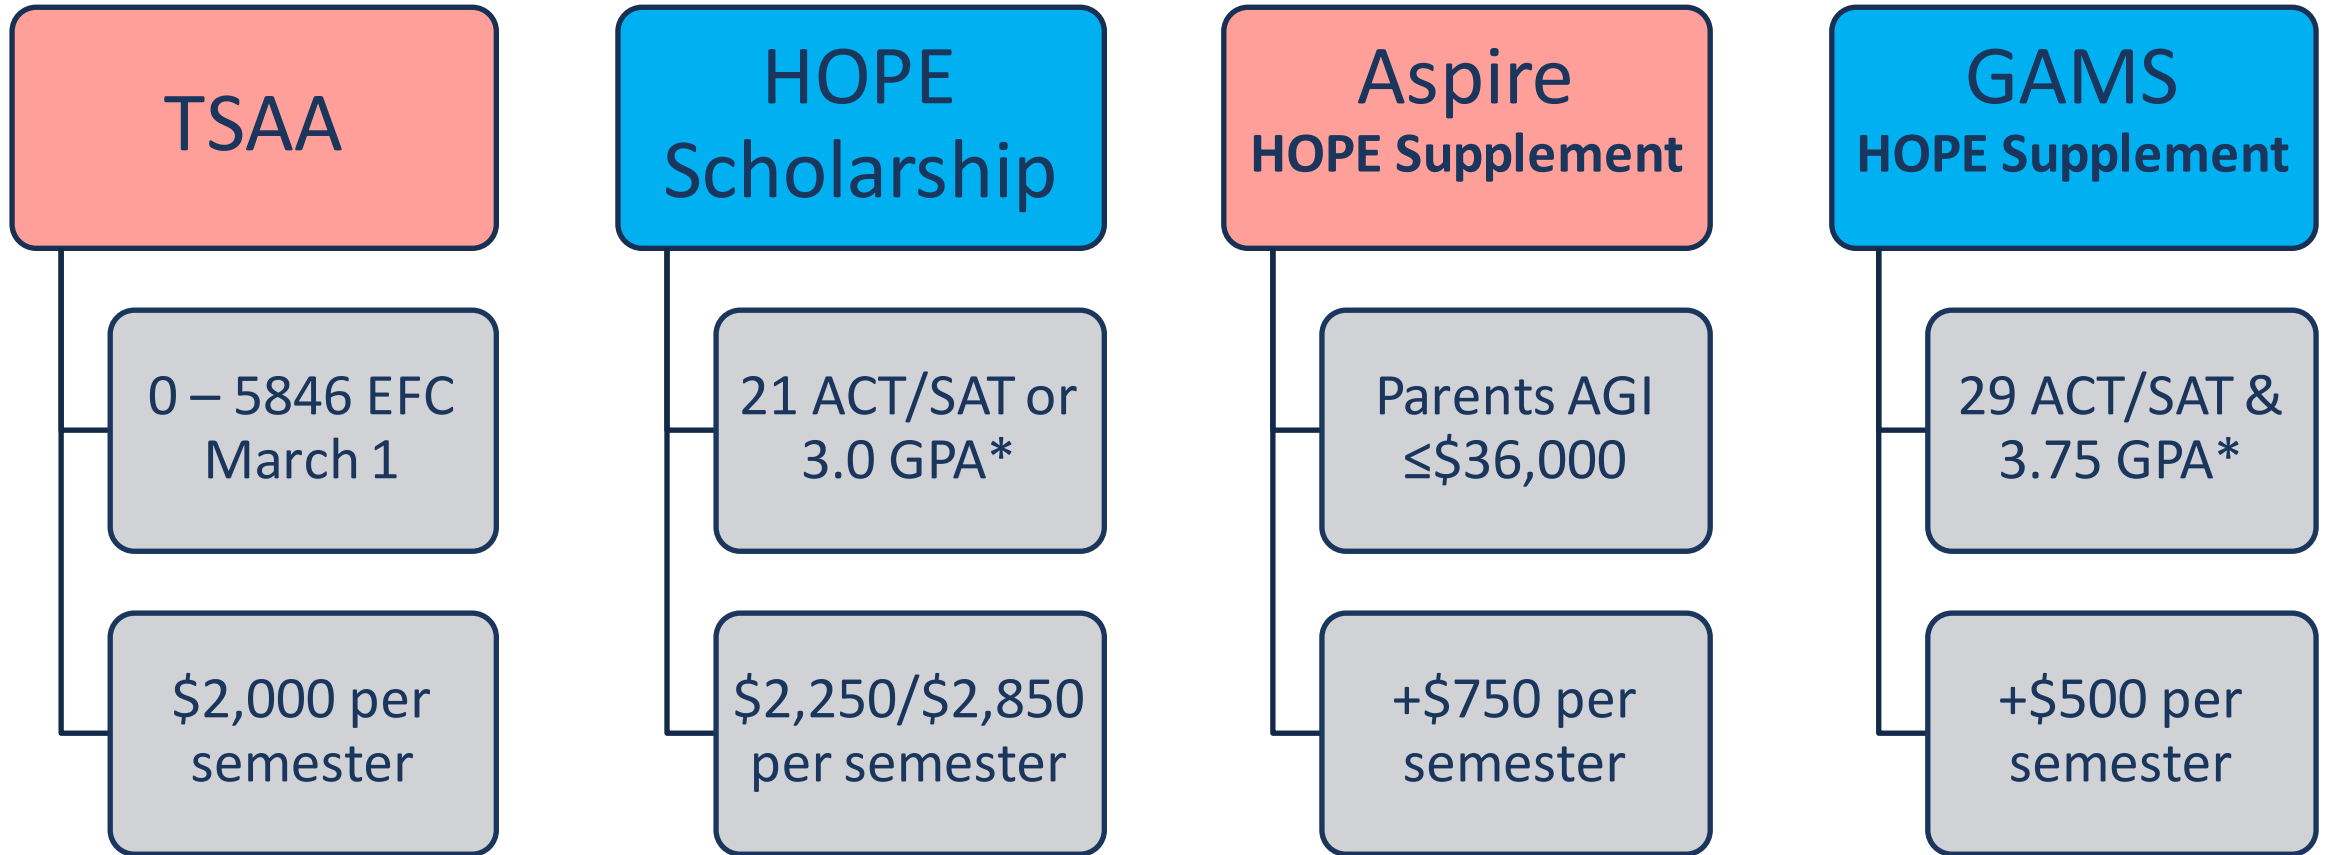 TSAA
0 – 5846 EFC
March 1
$2,000 per
semester
HOPE
Scholarship
21 ACT/SAT or
3.0 GPA*
$2,250/$2,850
per semester
Aspire
HOPE Supplement
Parents AGI
≤$36,000
+$750 per
semester
GAMS
HOPE Supplement
29 ACT/SAT &
3.75 GPA*
+$500 per
semester